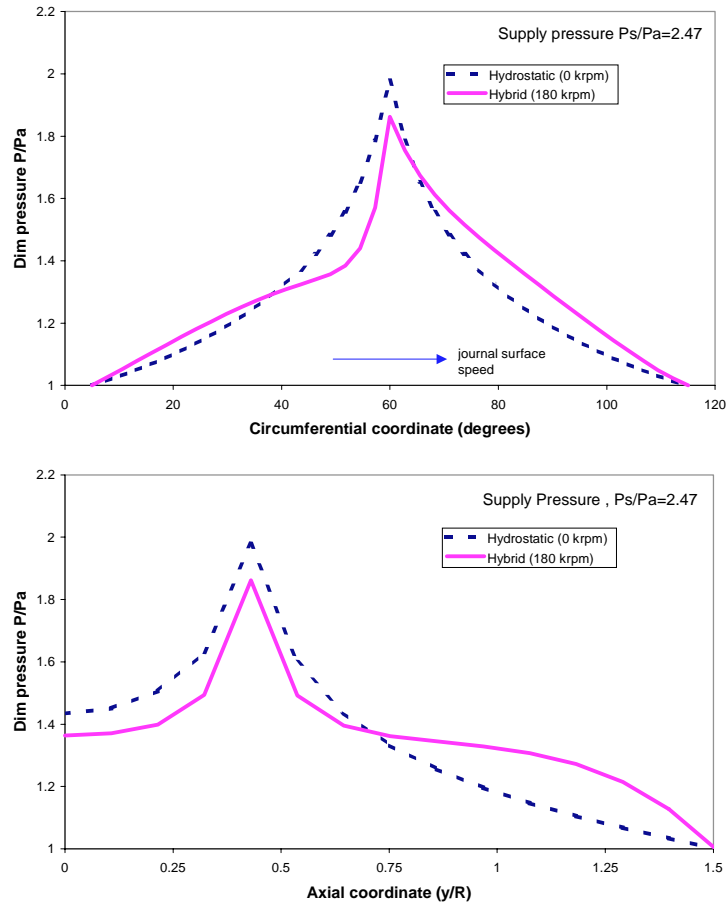 2.2
Supply pressure Ps/Pa=2.47
Hydrostatic (0 krpm)
Hybrid (180 krpm)
2
1.8
1.6
1.4
1.2
1
Dim pressure P/Pa
journal surface
speed
0
20
40
60
80
100
120
Circumferential coordinate (degrees)
2.2
Supply Pressure , Ps/Pa=2.47
Hydrostatic (0 krpm)
Hybrid (180 krpm)
2
1.8
1.6
1.4
1.2
1
Dim pressure P/Pa
0
0.25
0.5
0.75
1
1.25
1.5
Axial coordinate (y/R)